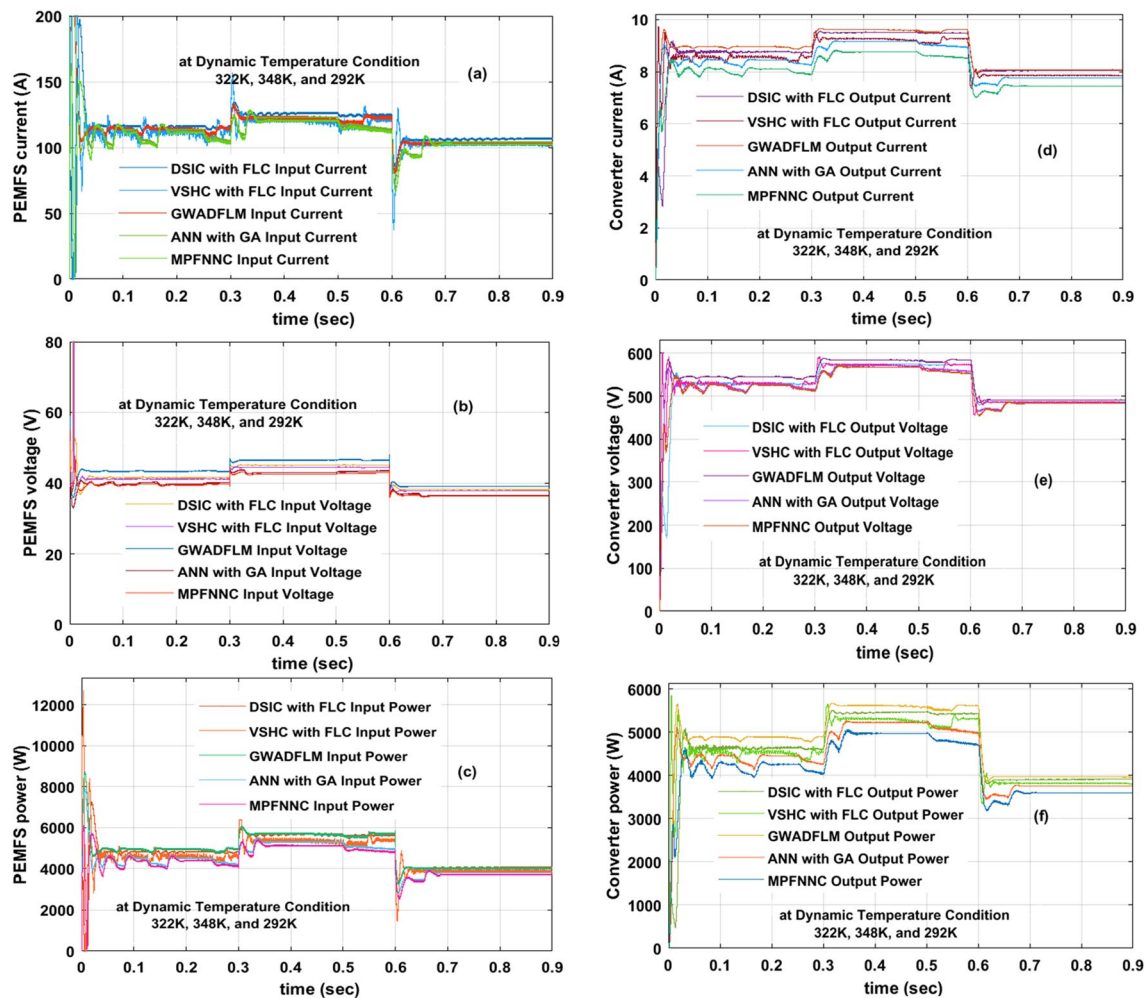 200
150
100
50
0
PEMFS current (A)
at Dynamic Temperature Condition
322K, 348K, and 292K
(a)
DSIC with FLC Input Current
VSHC with FLC Input Current
GWADFLM Input Current
ANN with GA Input Current
MPFNNC Input Current
0 0.1 0.2 0.3 0.4 0.5 0.6 0.7 0.8 0.9
time (sec)
10
8
6
4
2
0
Converter current (A)
DSIC with FLC Output Current
VSHC with FLC Output Current
GWADFLM Output Current
ANN with GA Output Current
MPFNNC Output Current
(d)
at Dynamic Temperature Condition
322K, 348K, and 292K
0 0.1 0.2 0.3 0.4 0.5 0.6 0.7 0.8 0.9
time (sec)
80
60
40
20
0
PEMFS voltage (V)
at Dynamic Temperature Condition
322K, 348K, and 292K
(b)
DSIC with FLC Input Voltage
VSHC with FLC Input Voltage
GWADFLM Input Voltage
ANN with GA Input Voltage
MPFNNC Input Voltage
0 0.1 0.2 0.3 0.4 0.5 0.6 0.7 0.8 0.9
time (sec)
600
500
400
300
200
100
0
Converter voltage (V)
DSIC with FLC Output Voltage
VSHC with FLC Output Voltage
GWADFLM Output Voltage
ANN with GA Output Voltage
MPFNNC Output Voltage
(e)
at Dynamic Temperature Condition
322K, 348K, and 292K
0 0.1 0.2 0.3 0.4 0.5 0.6 0.7 0.8 0.9
time (sec)
12000
10000
8000
6000
4000
2000
0
PEMFS power (W)
DSIC with FLC Input Power
VSHC with FLC Input Power
GWADFLM Input Power
ANN with GA Input Power
MPFNNC Input Power
(c)
at Dynamic Temperature Condition
322K, 348K, and 292K
0 0.1 0.2 0.3 0.4 0.5 0.6 0.7 0.8 0.9
time (sec)
6000
5000
4000
3000
2000
1000
0
Converter power (W)
DSIC with FLC Output Power
VSHC with FLC Output Power
GWADFLM Output Power
ANN with GA Output Power
MPFNNC Output Power
(f)
at Dynamic Temperature Condition
322K, 348K, and 292K
0 0.1 0.2 0.3 0.4 0.5 0.6 0.7 0.8 0.9
time (sec)